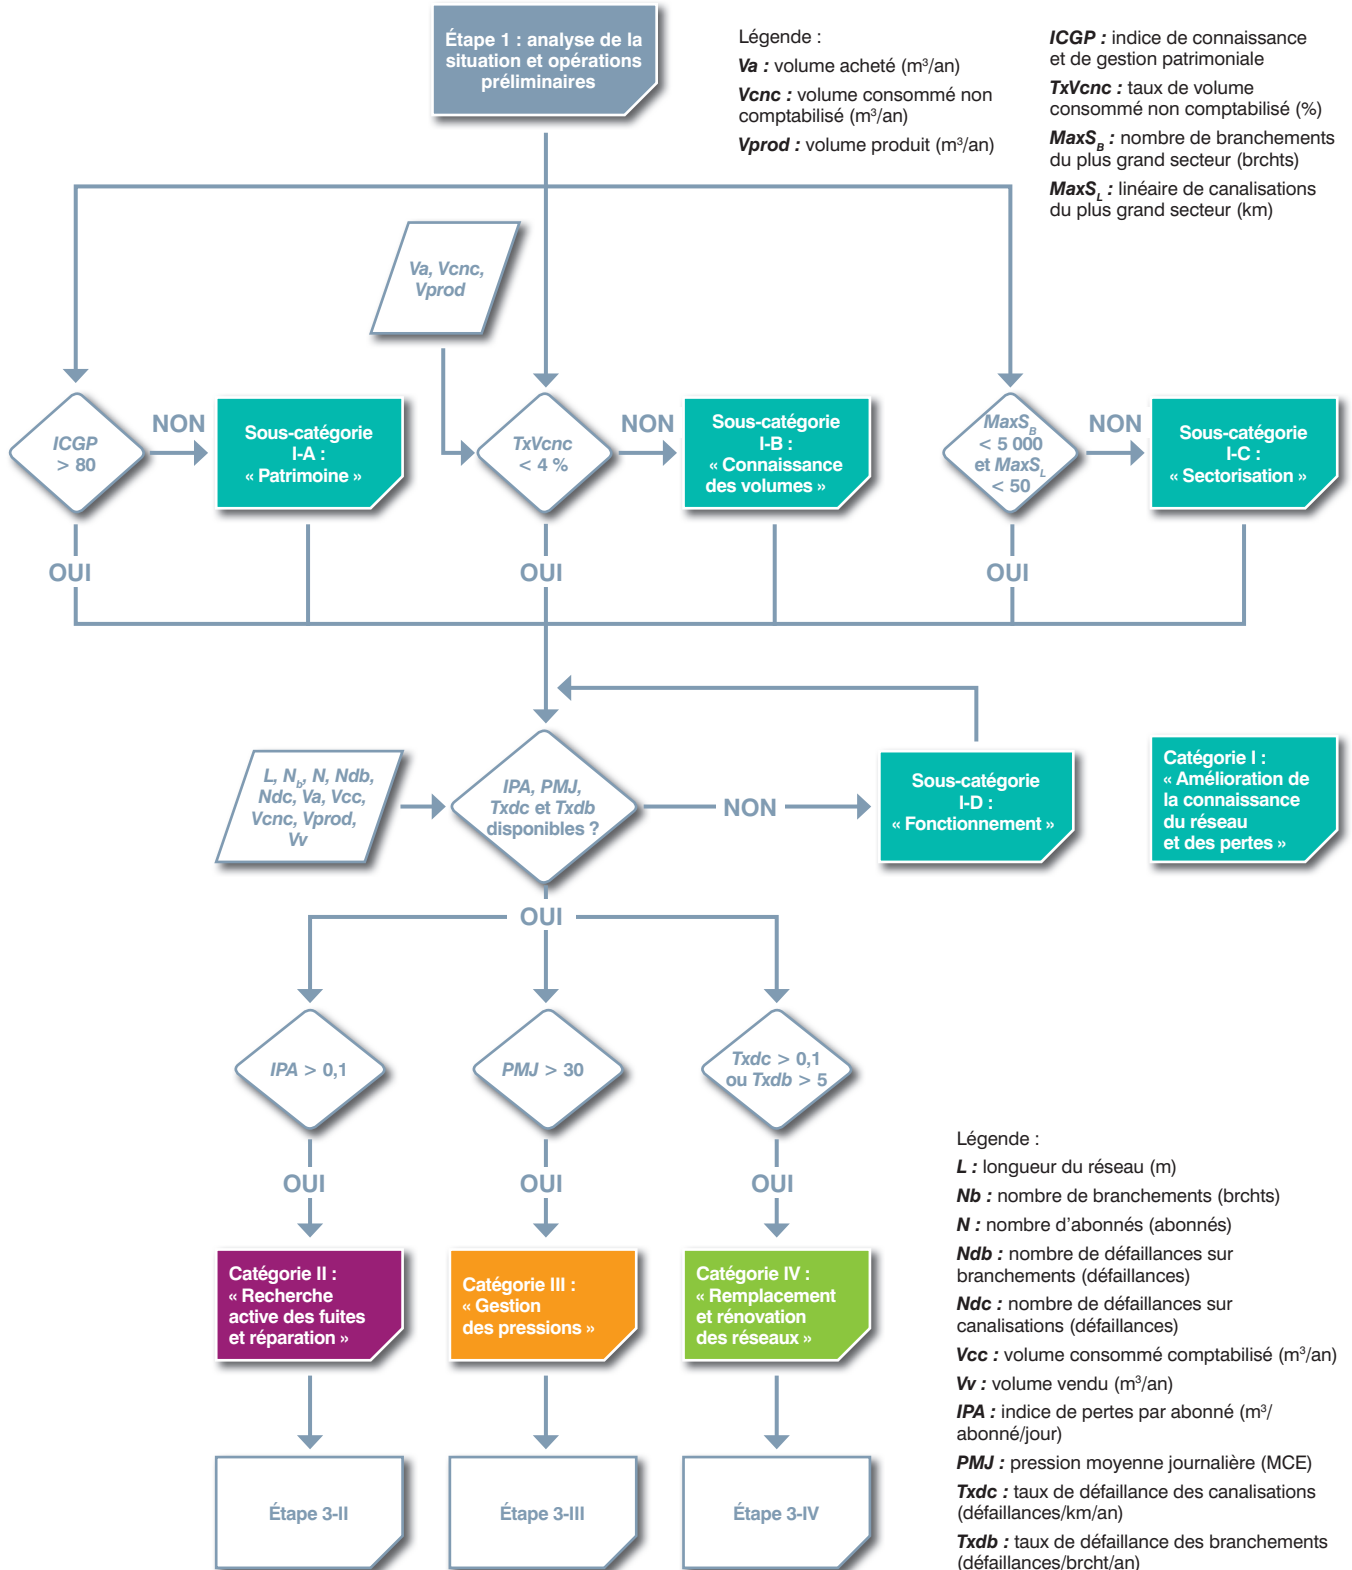 Étape 1 : analyse de la
situation et opérations
préliminaires
Légende :
Va : volume acheté (m³/an)
Vcnc : volume consommé non
comptabilisé (m³/an)
Vprod : volume produit (m³/an)
ICGP : indice de connaissance
et de gestion patrimoniale
TxVcnc : taux de volume
consommé non comptabilisé (%)
MaxS_B : nombre de branchements
du plus grand secteur (brchts)
MaxS_L : linéaire de canalisations
du plus grand secteur (km)
Va, Vcnc,
Vprod
ICGP
> 80
NON
Sous-catégorie
I-A :
« Patrimoine »
TxVcnc
< 4 %
NON
Sous-catégorie
I-B :
« Connaissance
des volumes »
MaxS_B
< 5 000
et MaxS_L
< 50
NON
Sous-catégorie
I-C :
« Sectorisation »
OUI
OUI
OUI
L, N_b, N, Ndb,
Ndc, Va, Vcc,
Vcnc, Vprod,
Vv
IPA, PMJ,
Txdc et Txdb
disponibles ?
NON
Sous-catégorie
I-D :
« Fonctionnement »
Catégorie I :
« Amélioration de
la connaissance
du réseau
et des pertes »
OUI
IPA > 0,1
PMJ > 30
Txdc > 0,1
ou Txdb > 5
OUI
OUI
OUI
Catégorie II :
« Recherche
active des fuites
et réparation »
Catégorie III :
« Gestion
des pressions »
Catégorie IV :
« Remplacement
et rénovation
des réseaux »
Étape 3-II
Étape 3-III
Étape 3-IV
Légende :
L : longueur du réseau (m)
Nb : nombre de branchements (brchts)
N : nombre d'abonnés (abonnés)
Ndb : nombre de défaillances sur
branchements (défaillances)
Ndc : nombre de défaillances sur
canalisations (défaillances)
Vcc : volume consommé comptabilisé (m³/an)
Vv : volume vendu (m³/an)
IPA : indice de pertes par abonné (m³/
abonné/jour)
PMJ : pression moyenne journalière (MCE)
Txdc : taux de défaillance des canalisations
(défaillances/km/an)
Txdb : taux de défaillance des branchements
(défaillances/brcht/an)